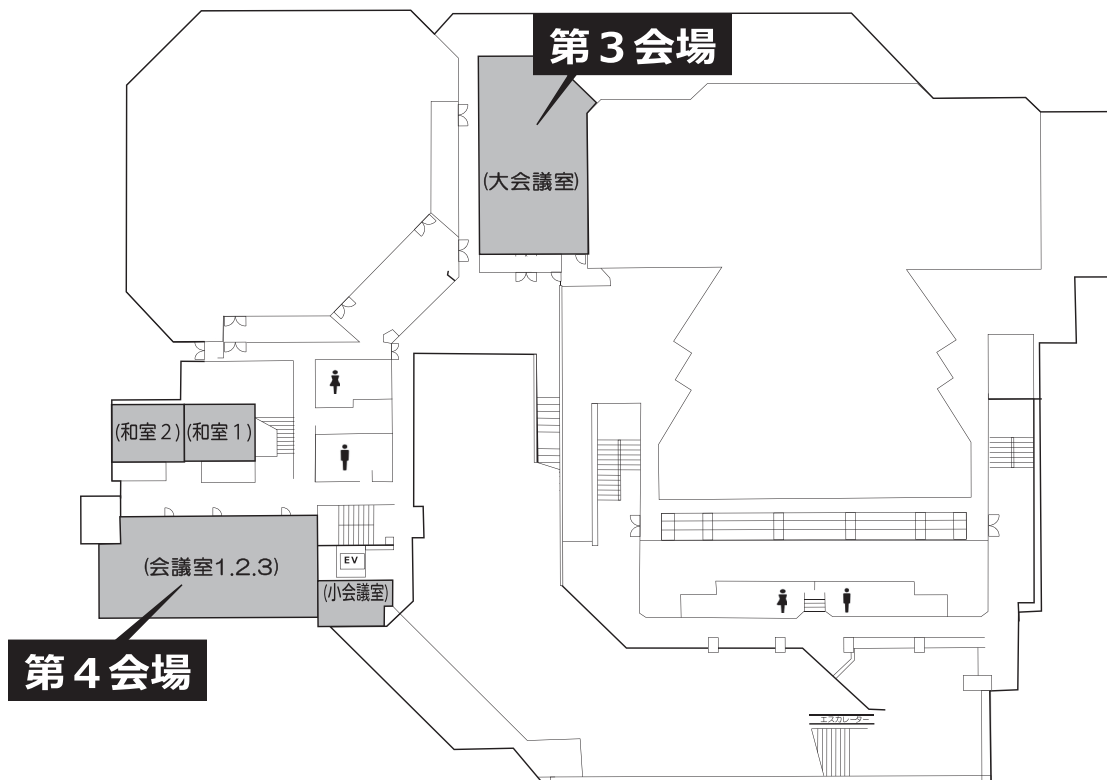 第３会場
(大会議室)
(和室２)
(和室１)
(会議室1.2.3)
EV
(小会議室)
第４会場
エスカレーター